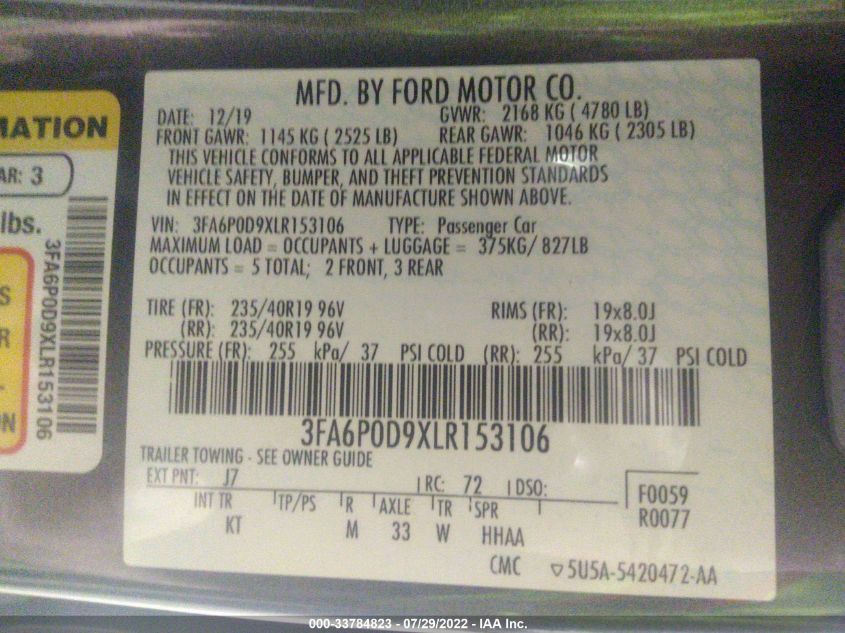 MFD. BY FORD MOTOR CO.
DATE: 12/19 GVWR: 2168 KG ( 4780 LB)
FRONT GAWR: 1145 KG ( 2525 LB) REAR GAWR: 1046 KG ( 2305 LB)
THIS VEHICLE CONFORMS TO ALL APPLICABLE FEDERAL MOTOR
VEHICLE SAFETY, BUMPER, AND THEFT PREVENTION STANDARDS
IN EFFECT ON THE DATE OF MANUFACTURE SHOWN ABOVE.
VIN: 3FA6P0D9XLR153106 TYPE: Passenger Car
MAXIMUM LOAD = OCCUPANTS + LUGGAGE = 375KG/ 827LB
OCCUPANTS = 5 TOTAL; 2 FRONT, 3 REAR
TIRE (FR): 235/40R19 96V RIMS (FR): 19x8.0J
(RR): 235/40R19 96V (RR): 19x8.0J
PRESSURE (FR): 255 kPa/ 37 PSI COLD (RR): 255 kPa/ 37 PSI COLD
3FA6P0D9XLR153106
TRAILER TOWING - SEE OWNER GUIDE
EXT PNT: J7 RC: 72 DSO:
INT TR TP/PS R AXLE TR SPR
KT M 33 W HHAA
F0059
R0077
CMC ▽5U5A-5420472-AA
MATION
AR: 3
lbs.
3FA6P0D9XLR153106
S
R
L-
ON
000-33784823 - 07/29/2022 - IAA Inc.